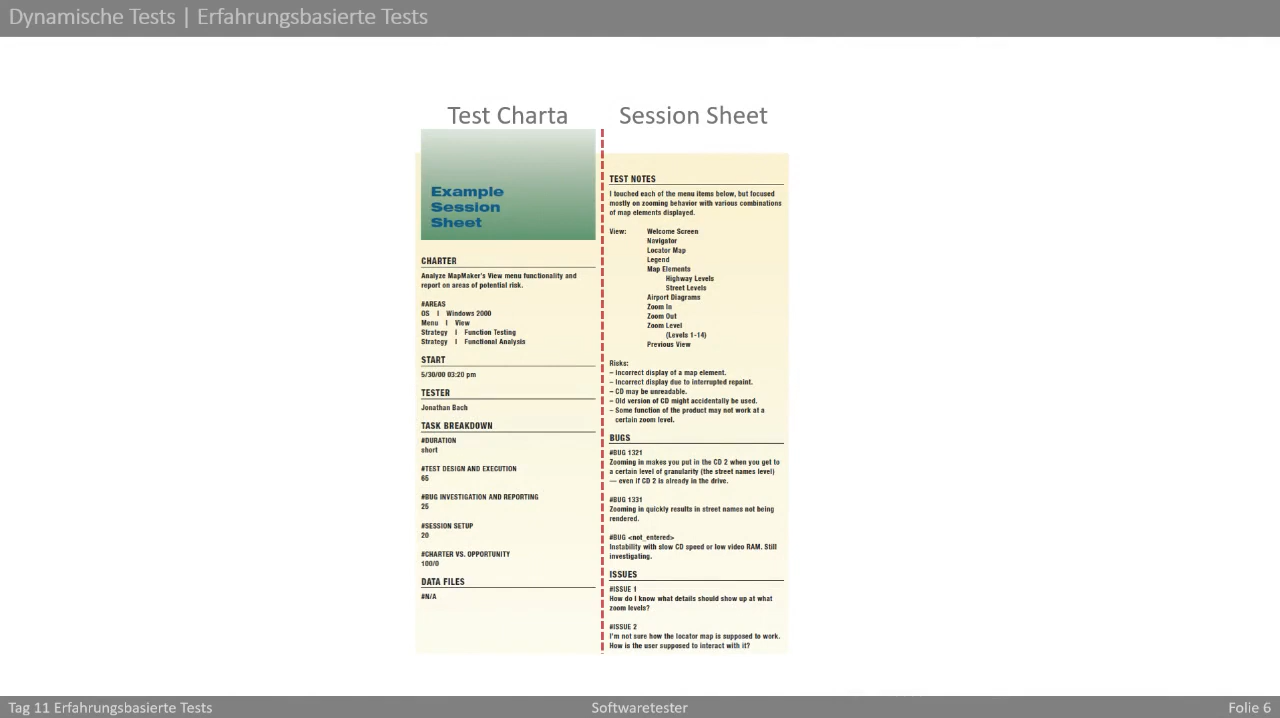 Dynamische Tests | Erfahrungsbasierte Tests
Test Charta
Example
Session
Sheet
CHARTER
Analyze MapMaker's View menu functionality and
report on areas of potential risk.
#AREAS
OS | Windows 2000
Menu | View
Strategy | Function Testing
Strategy | Functional Analysis
START
5/30/00 03:20 pm
TESTER
Jonathan Bach
TASK BREAKDOWN
#DURATION
short
#TEST DESIGN AND EXECUTION
65
#BUG INVESTIGATION AND REPORTING
25
#SESSION SETUP
20
#CHARTER VS. OPPORTUNITY
100/0
DATA FILES
#N/A
Session Sheet
TEST NOTES
I touched each of the menu items below, but focused
mostly on zooming behavior with various combinations
of map elements displayed.
View: Welcome Screen
Navigator
Locator Map
Legend
Map Elements
Highway Levels
Street Levels
Airport Diagrams
Zoom In
Zoom Out
Zoom Level
(Levels 1-14)
Previous View
Risks:
– Incorrect display of a map element.
– Incorrect display due to interrupted repaint.
– CD may be unreadable.
– Old version of CD might accidentally be used.
– Some function of the product may not work at a
certain zoom level.
BUGS
#BUG 1321
Zooming in makes you put in the CD 2 when you get to
a certain level of granularity (the street names level)
— even if CD 2 is already in the drive.
#BUG 1331
Zooming in quickly results in street names not being
rendered.
#BUG <not_entered>
Instability with slow CD speed or low video RAM. Still
investigating.
ISSUES
#ISSUE 1
How do I know what details should show up at what
zoom levels?
#ISSUE 2
I'm not sure how the locator map is supposed to work.
How is the user supposed to interact with it?
Tag 11 Erfahrungsbasierte Tests
Softwaretester
Folie 6